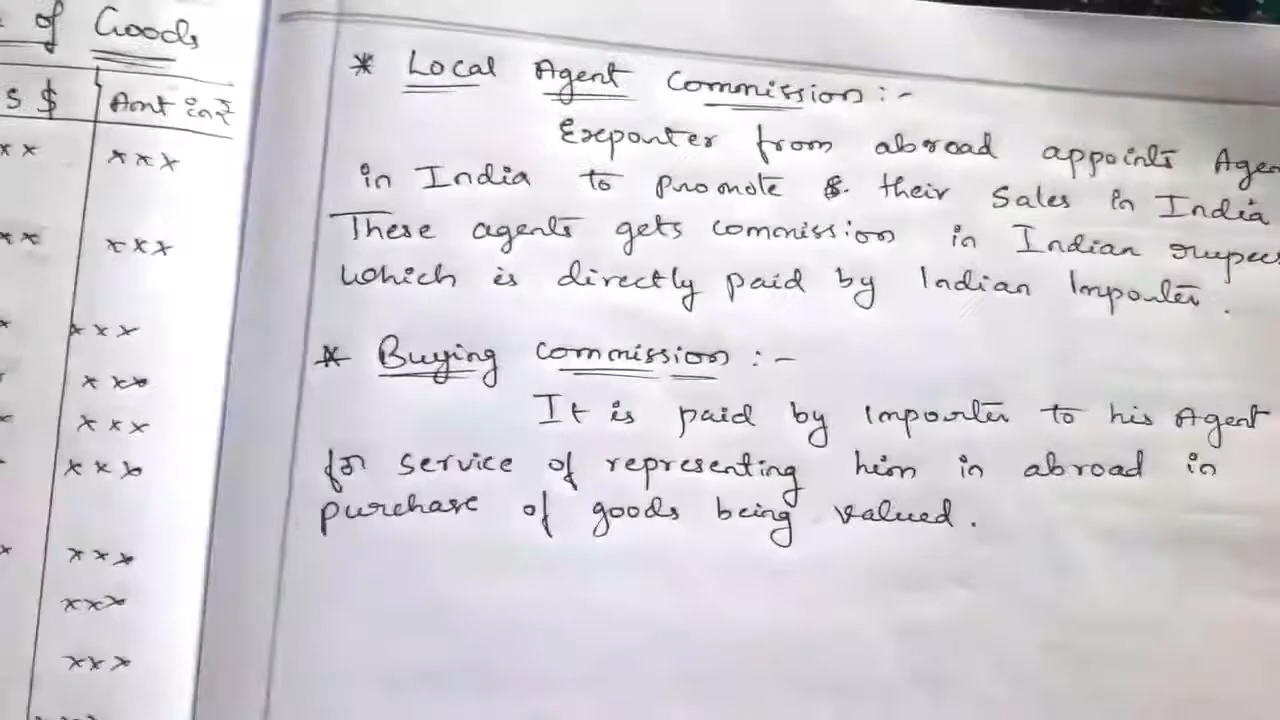 of Goods
s $ Amt in ₹
** ***
** ***
* ***
***
* ***
***
* ***
***
***
* Local Agent Commission :-
Exporter from abroad appoints
in India to promote & their Sales in India
These agents gets commission in Indian rupees
which is directly paid by Indian Importer.
* Buying commission :-
It is paid by Importer to his Agent
for service of representing him in abroad in
purchase of goods being valued.